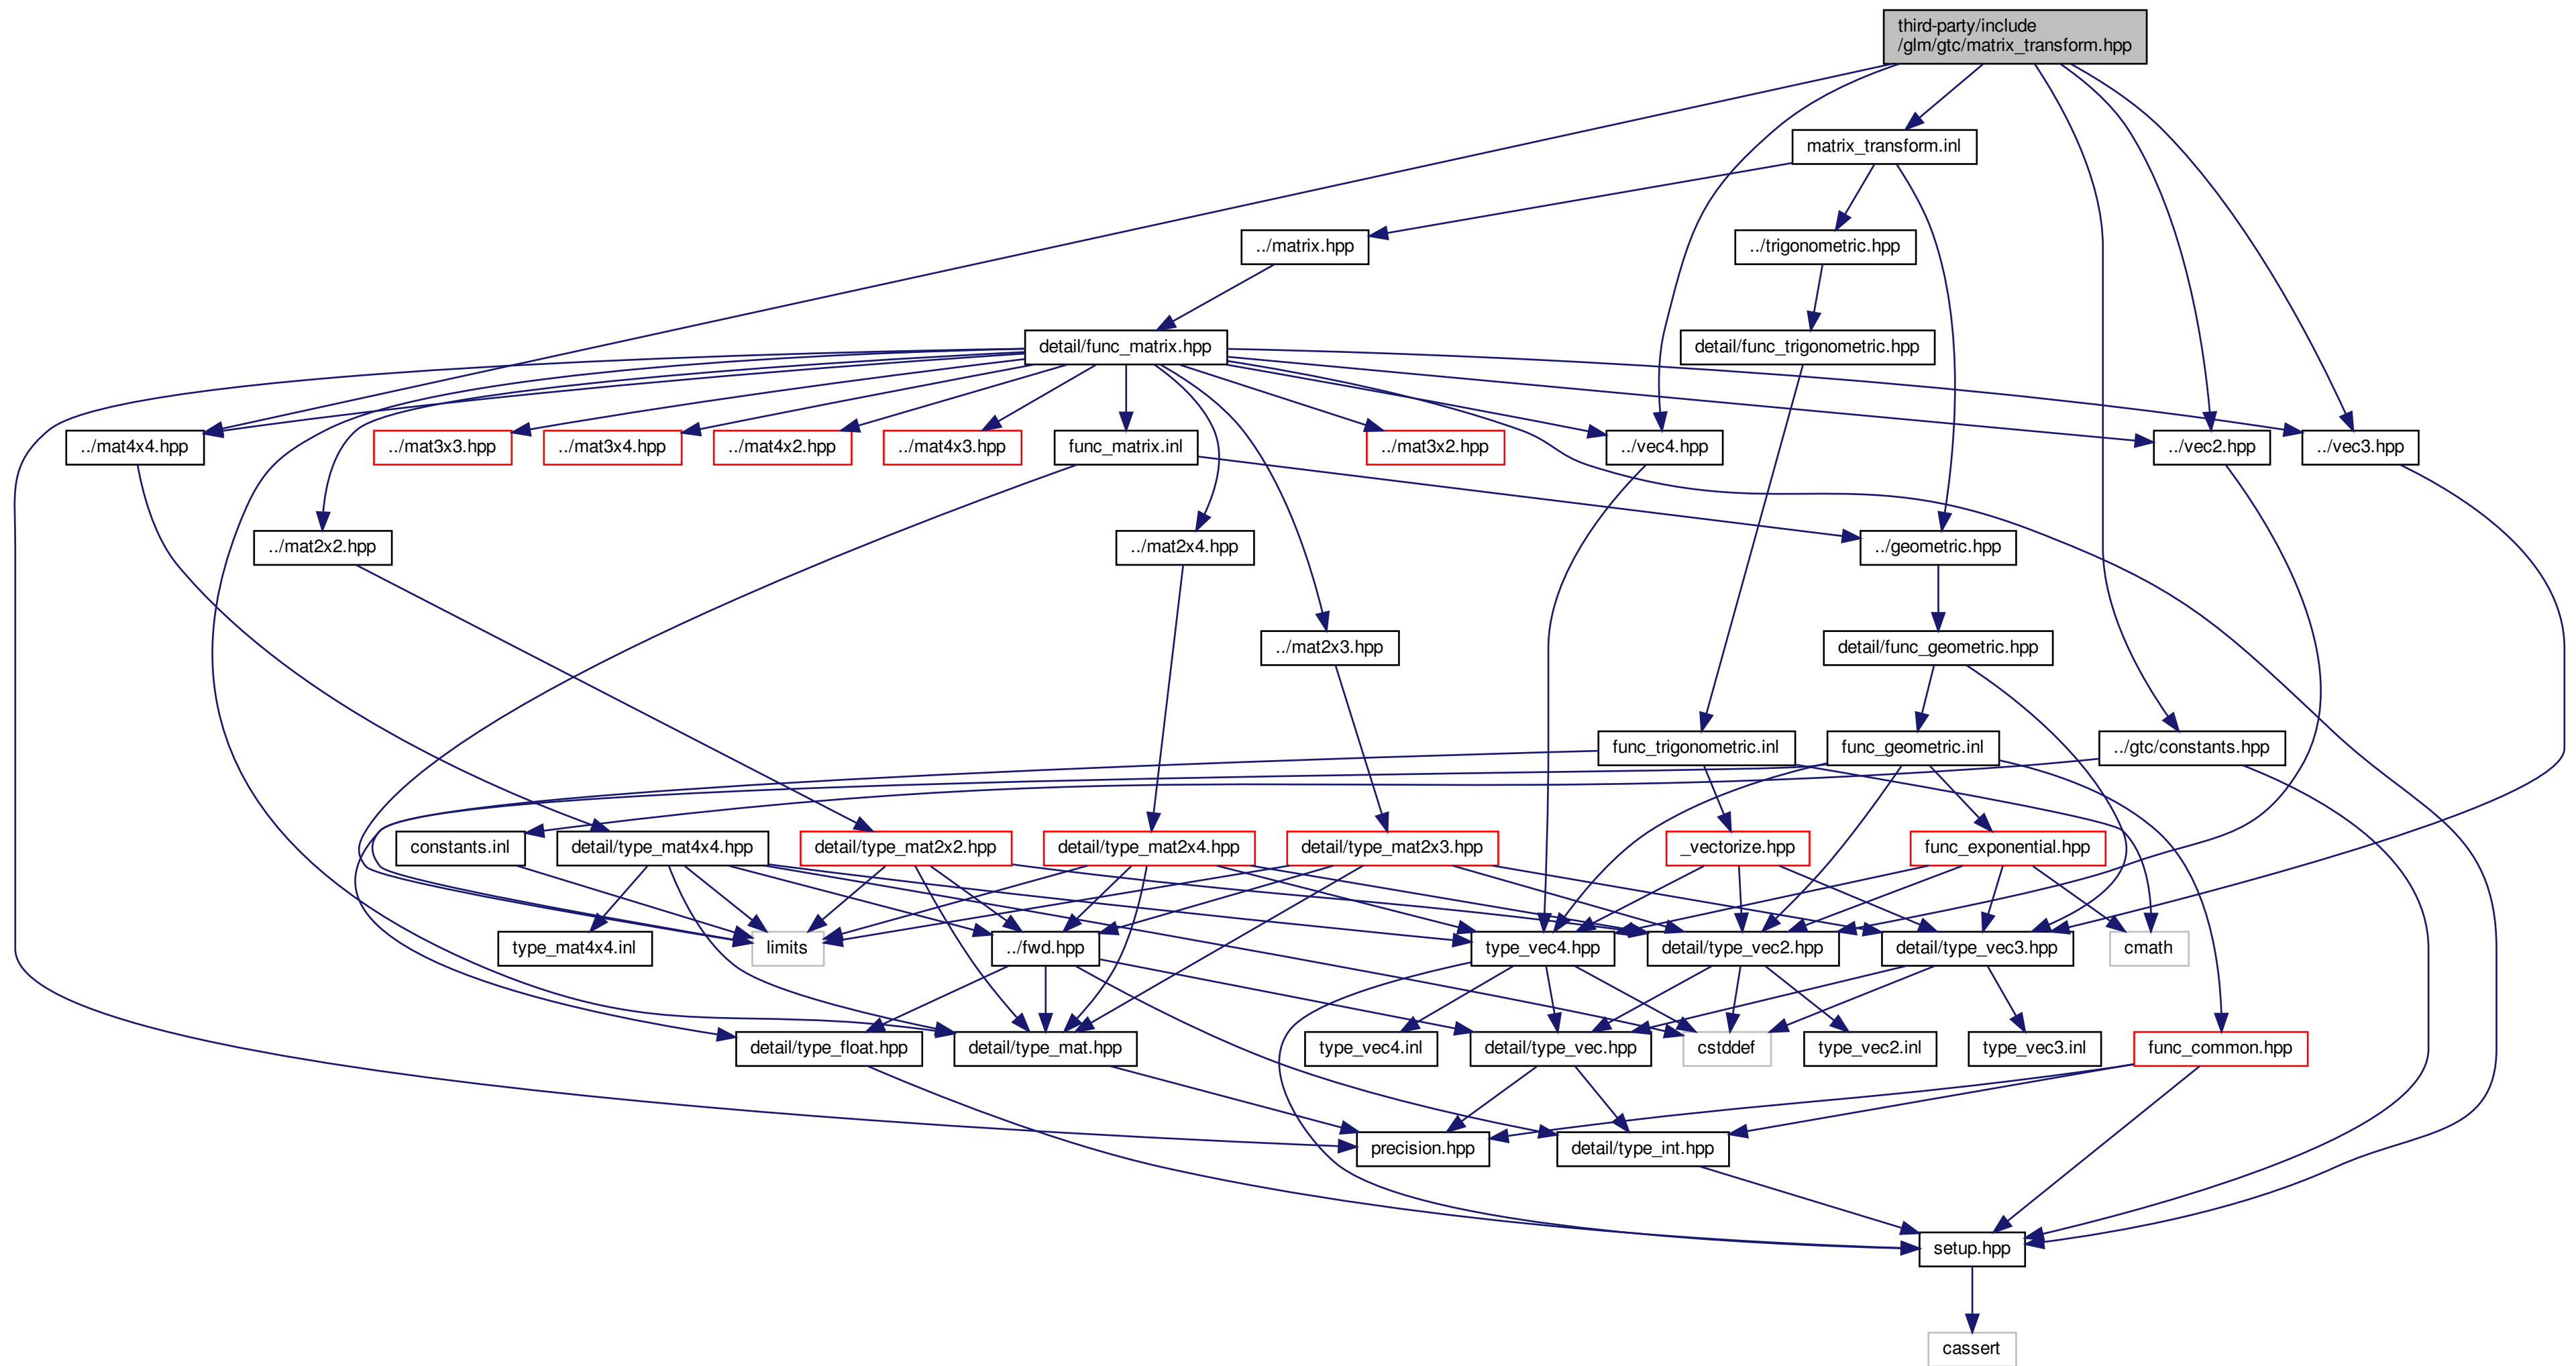 third-party/include
/glm/gtc/matrix_transform.hpp
matrix_transform.inl
../matrix.hpp
../trigonometric.hpp
detail/func_matrix.hpp
detail/func_trigonometric.hpp
../mat4x4.hpp
../mat3x3.hpp
../mat3x4.hpp
../mat4x2.hpp
../mat4x3.hpp
func_matrix.inl
../mat3x2.hpp
../vec4.hpp
../vec2.hpp
../vec3.hpp
../mat2x2.hpp
../mat2x4.hpp
../geometric.hpp
../mat2x3.hpp
detail/func_geometric.hpp
func_trigonometric.inl
func_geometric.inl
../gtc/constants.hpp
constants.inl
detail/type_mat4x4.hpp
detail/type_mat2x2.hpp
detail/type_mat2x4.hpp
detail/type_mat2x3.hpp
_vectorize.hpp
func_exponential.hpp
type_mat4x4.inl
limits
../fwd.hpp
type_vec4.hpp
detail/type_vec2.hpp
detail/type_vec3.hpp
cmath
detail/type_float.hpp
detail/type_mat.hpp
type_vec4.inl
detail/type_vec.hpp
cstddef
type_vec2.inl
type_vec3.inl
func_common.hpp
precision.hpp
detail/type_int.hpp
setup.hpp
cassert